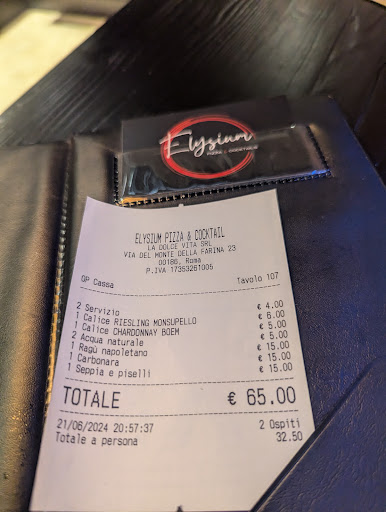 Elysium
PIZZA & COCKTAIL
ELYSIUM PIZZA & COCKTAIL
LA DOLCE VITA SRL
VIA DEL MONTE DELLA FARINA 23
00186, Roma
P.IVA 17353261005
OP Cassa Tavolo 107
2 Servizio € 4.00
1 Calice RIESLING MONSUPELLO € 6.00
1 Calice CHARDONNAY BOEM € 5.00
2 Acqua naturale € 5.00
1 Ragù napoletano € 15.00
1 Carbonara € 15.00
1 Seppia e piselli € 15.00
TOTALE € 65.00
21/06/2024 20:57:37 2 Ospiti
Totale a persona 32.50